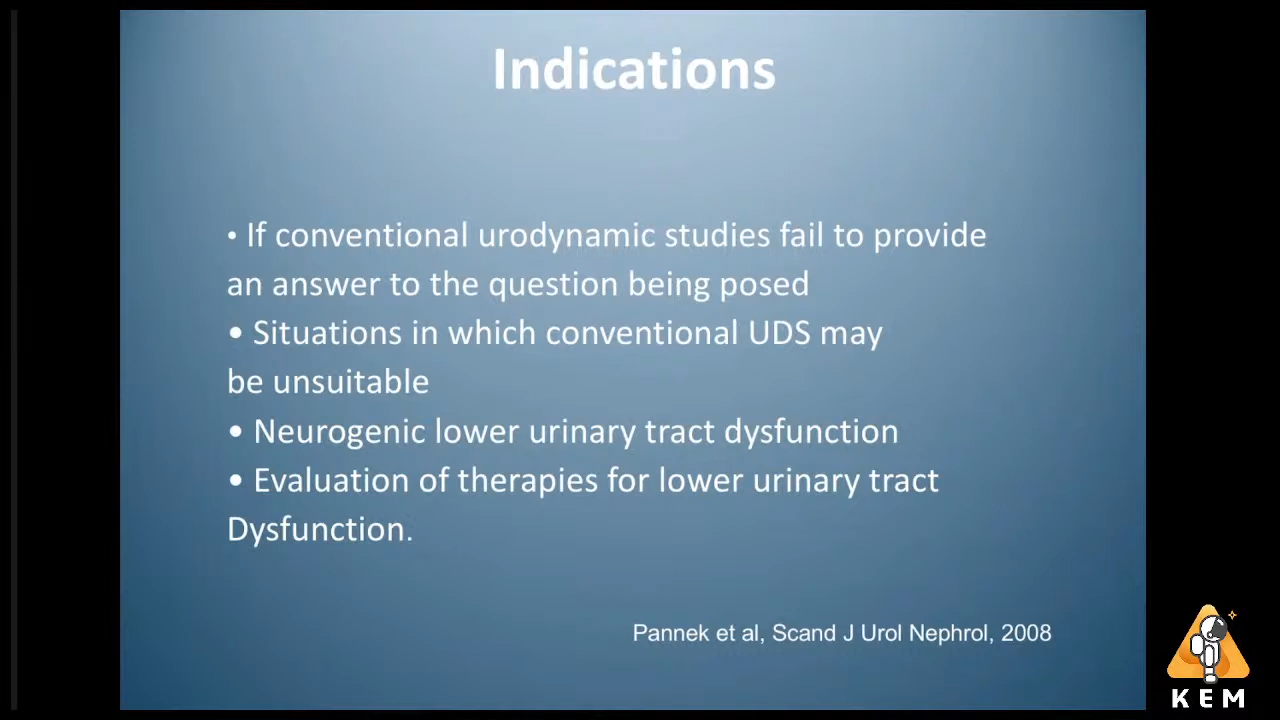 Indications
• If conventional urodynamic studies fail to provide
an answer to the question being posed
• Situations in which conventional UDS may
be unsuitable
• Neurogenic lower urinary tract dysfunction
• Evaluation of therapies for lower urinary tract
Dysfunction.
Pannek et al, Scand J Urol Nephrol, 2008
KEM